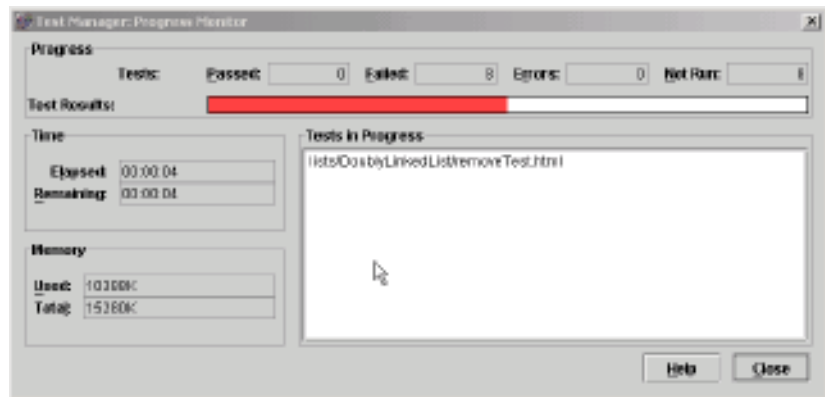 Test Manager: Progress Monitor
Progress
Tests: Passed: 0 Failed: 8 Errors: 0 Not Run: 8
Test Results:
Time
Elapsed: 00:00:04
Remaining: 00:00:04
Memory
Used:
Total: 15280K
Tests in Progress
lists/DoublyLinkedList/removeTest.html
Help Close